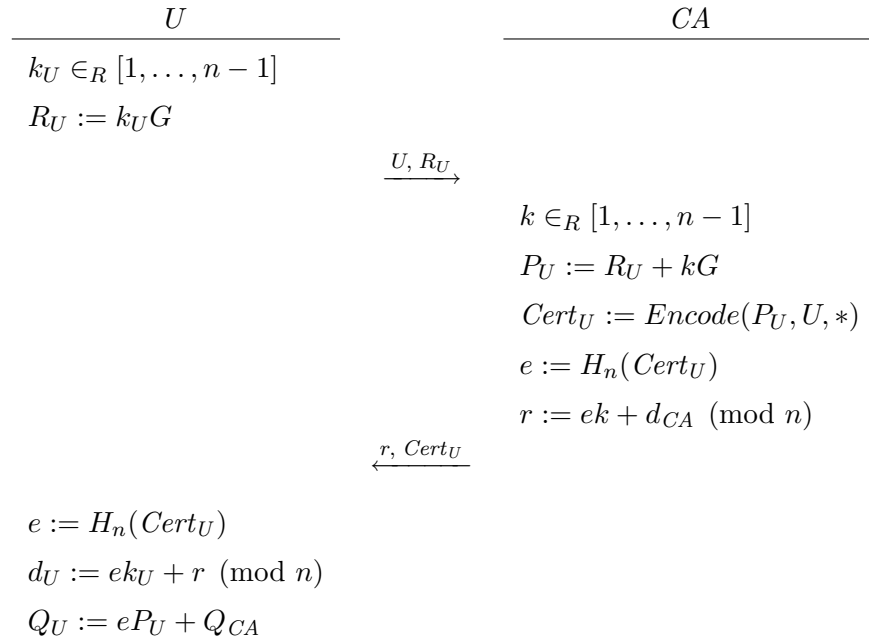 U CA
k_U ∈_R [1, . . . , n − 1]
R_U := k_U G
U, R_U
k ∈_R [1, . . . , n − 1]
P_U := R_U + kG
Cert_U := Encode(P_U, U, ∗)
e := H_n(Cert_U)
r := ek + d_CA (mod n)
r, Cert_U
e := H_n(Cert_U)
d_U := ek_U + r (mod n)
Q_U := eP_U + Q_CA